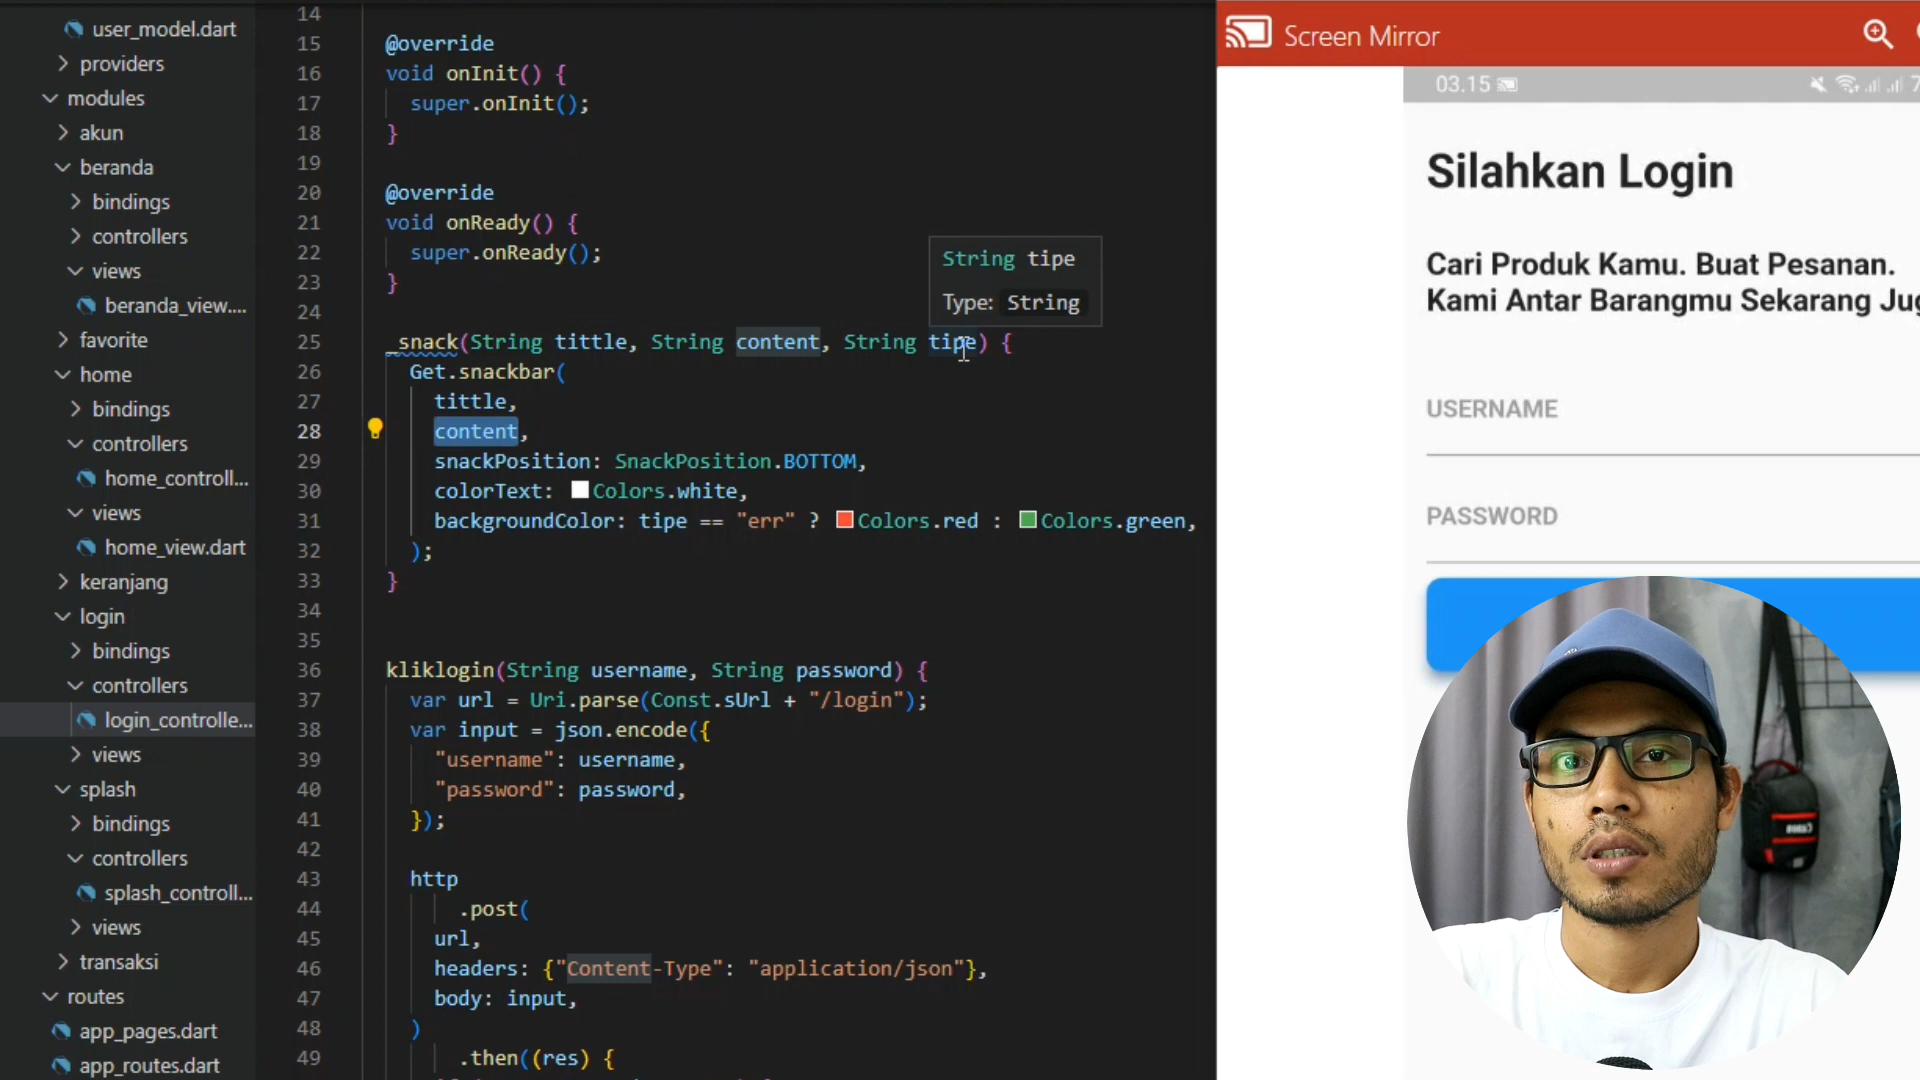 user_model.dart
providers
modules
akun
beranda
bindings
controllers
views
beranda_view....
favorite
home
bindings
controllers
home_controll...
views
home_view.dart
keranjang
login
bindings
controllers
login_controlle...
views
splash
bindings
controllers
splash_controll...
views
transaksi
routes
app_pages.dart
app_routes.dart
14
15 @override
16 void onInit() {
17 super.onInit();
18 }
19
20 @override
21 void onReady() {
22 super.onReady();
23 }
24
String tipe
Type: String
25 _snack(String tittle, String content, String tipe) {
26 Get.snackbar(
27 tittle,
28 content,
29 snackPosition: SnackPosition.BOTTOM,
30 colorText: Colors.white,
31 backgroundColor: tipe == "err" ? Colors.red : Colors.green,
32 );
33 }
34
35
36 kliklogin(String username, String password) {
37 var url = Uri.parse(Const.sUrl + "/login");
38 var input = json.encode({
39 "username": username,
40 "password": password,
41 });
42
43 http
44 .post(
45 url,
46 headers: {"Content-Type": "application/json"},
47 body: input,
48 )
49 .then((res) {
Screen Mirror
03.15
7
Silahkan Login
Cari Produk Kamu. Buat Pesanan.
Kami Antar Barangmu Sekarang Jug
USERNAME
PASSWORD
Canon